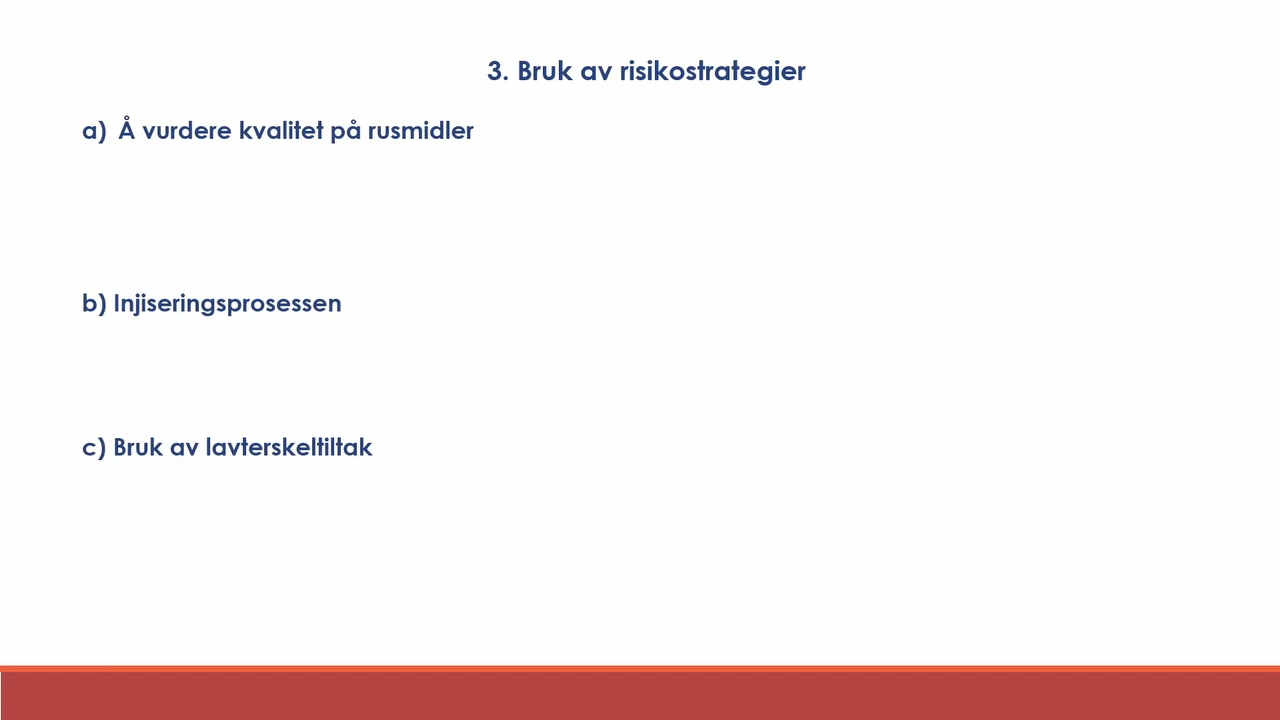 3. Bruk av risikostrategier
a) Å vurdere kvalitet på rusmidler
b) Injiseringsprosessen
c) Bruk av lavterskeltiltak